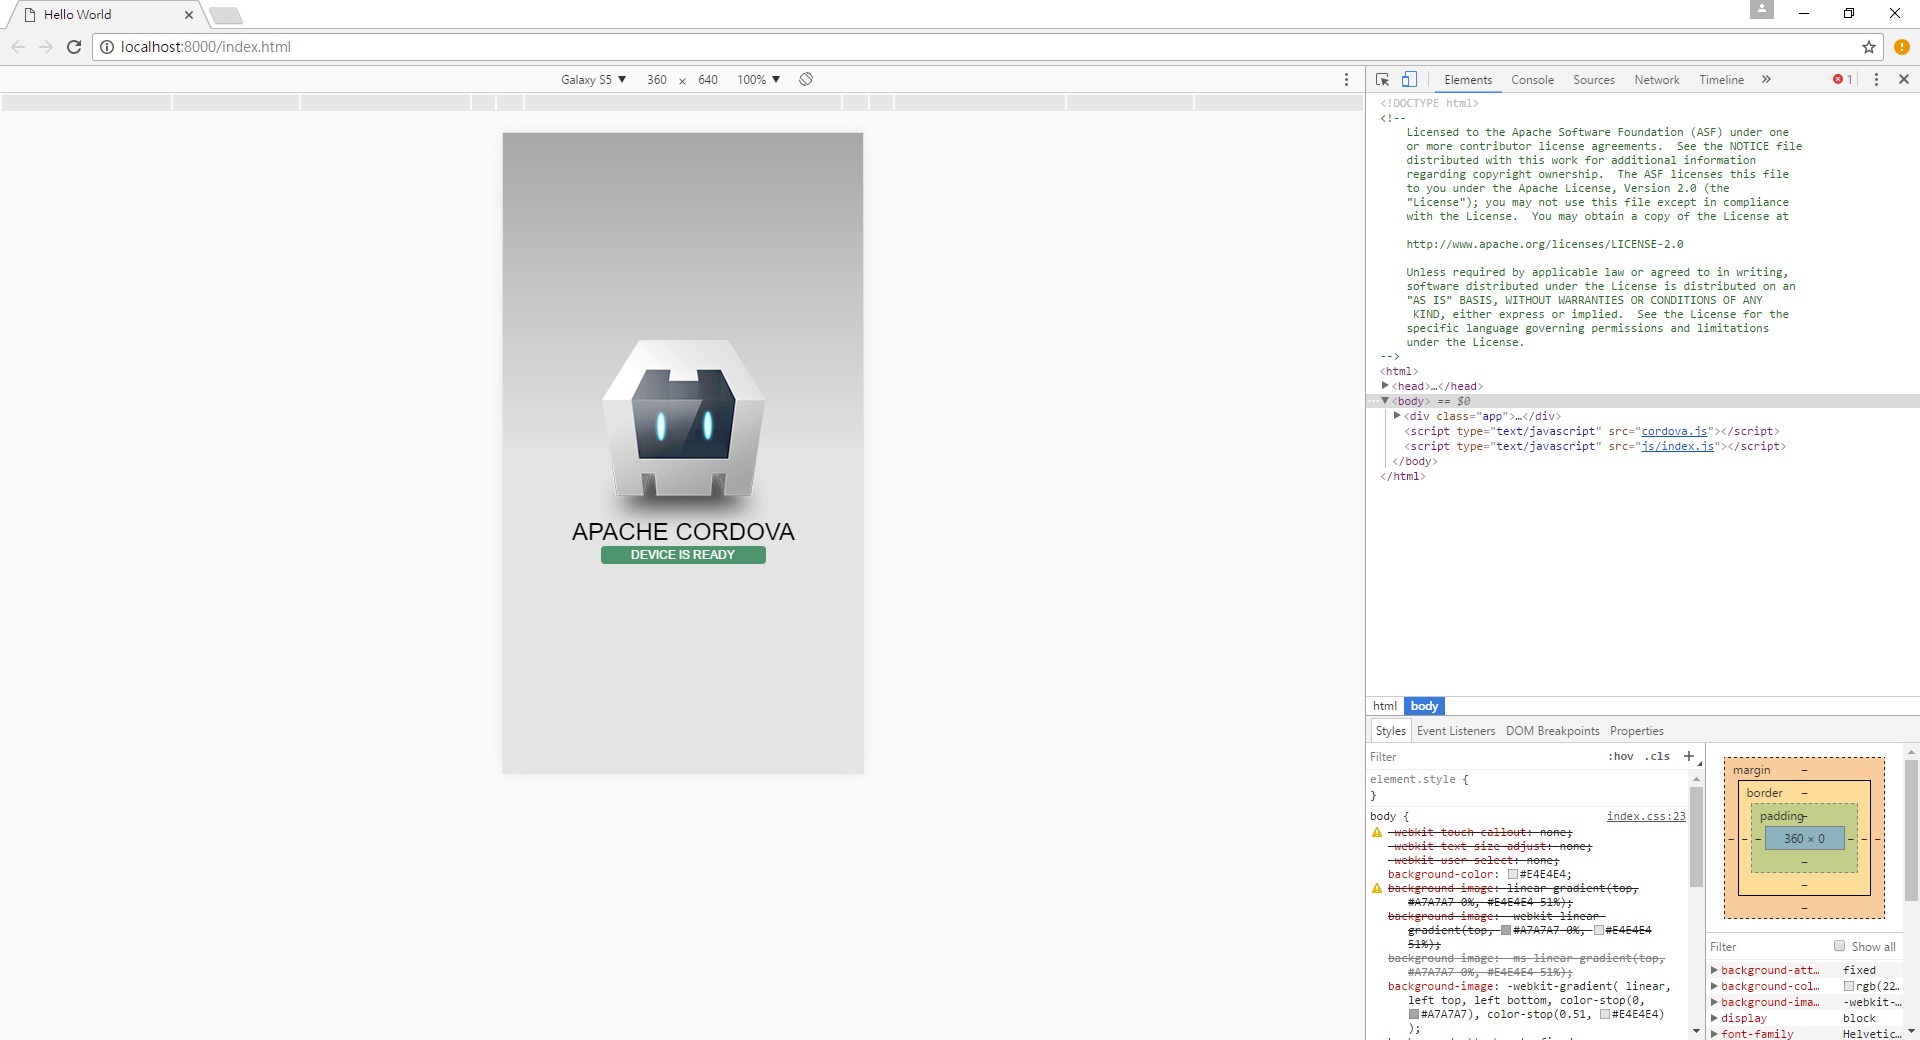 Hello World
localhost:8000/index.html
Galaxy S5 ▼ 360 × 640 100% ▼
Elements Console Sources Network Timeline » 1
<!DOCTYPE html>
<!--
Licensed to the Apache Software Foundation (ASF) under one
or more contributor license agreements.  See the NOTICE file
distributed with this work for additional information
regarding copyright ownership.  The ASF licenses this file
to you under the Apache License, Version 2.0 (the
"License"); you may not use this file except in compliance
with the License.  You may obtain a copy of the License at
http://www.apache.org/licenses/LICENSE-2.0
Unless required by applicable law or agreed to in writing,
software distributed under the License is distributed on an
"AS IS" BASIS, WITHOUT WARRANTIES OR CONDITIONS OF ANY
KIND, either express or implied.  See the License for the
specific language governing permissions and limitations
under the License.
-->
<html>
<head>…</head>
<body> == $0
<div class="app">…</div>
<script type="text/javascript" src="cordova.js"></script>
<script type="text/javascript" src="js/index.js"></script>
</body>
</html>
APACHE CORDOVA
DEVICE IS READY
html body
Styles Event Listeners DOM Breakpoints Properties
Filter :hov .cls +
element.style {
}
body { index.css:23
-webkit-touch-callout: none;
-webkit-text-size-adjust: none;
-webkit-user-select: none;
background-color: #E4E4E4;
background-image: linear-gradient(top,
#A7A7A7 0%, #E4E4E4 51%);
background-image: -webkit-linear-
gradient(top, #A7A7A7 0%, #E4E4E4
51%);
background-image: -ms-linear-gradient(top,
#A7A7A7 0%, #E4E4E4 51%);
background-image: -webkit-gradient( linear,
left top, left bottom, color-stop(0,
#A7A7A7), color-stop(0.51, #E4E4E4)
);
margin –
border –
padding –
– – – 360 × 0 – – –
–
–
–
Filter Show all
background-att… fixed
background-col… rgb(22…
background-ima… -webkit-…
display block
font-family Helvetic…